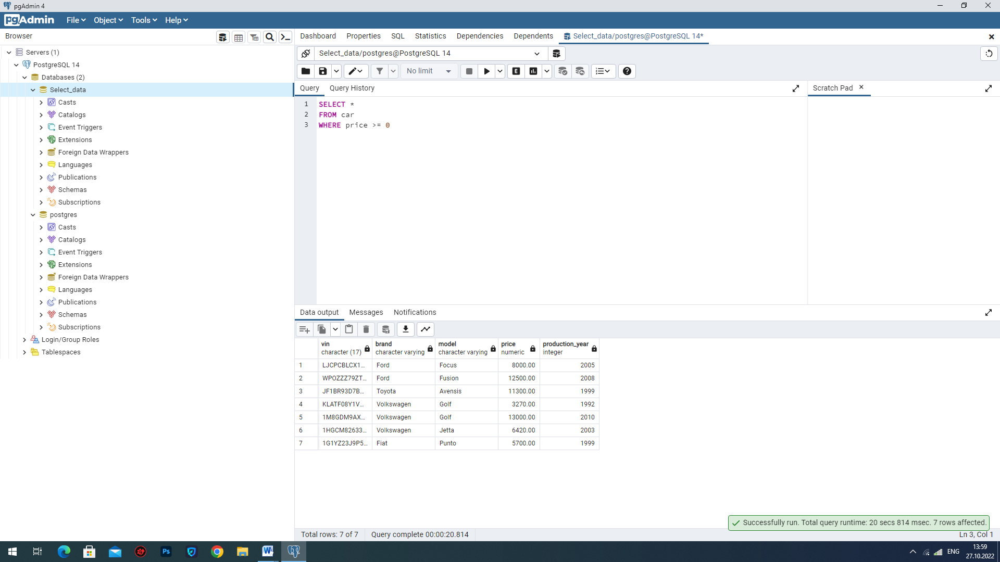 pgAdmin 4
pgAdmin File Object Tools Help
Browser
Servers (1)
PostgreSQL 14
Databases (2)
Select_data
Casts
Catalogs
Event Triggers
Extensions
Foreign Data Wrappers
Languages
Publications
Schemas
Subscriptions
postgres
Casts
Catalogs
Event Triggers
Extensions
Foreign Data Wrappers
Languages
Publications
Schemas
Subscriptions
Login/Group Roles
Tablespaces
Dashboard Properties SQL Statistics Dependencies Dependents Select_data/postgres@PostgreSQL 14*
Select_data/postgres@PostgreSQL 14
No limit E
Query Query History
Scratch Pad
1 SELECT *
2 FROM car
3 WHERE price >= 0
Data output Messages Notifications
vin brand model price production_year
character (17) character varying character varying numeric integer
1 LJCPCBLCX1... Ford Focus 8000.00 2005
2 WPOZZZ79ZT... Ford Fusion 12500.00 2008
3 JF1BR93D7B... Toyota Avensis 11300.00 1999
4 KLATF08Y1V... Volkswagen Golf 3270.00 1992
5 1M8GDM9AX... Volkswagen Golf 13000.00 2010
6 1HGCM82633... Volkswagen Jetta 6420.00 2003
7 1G1YZ23J9P5... Fiat Punto 5700.00 1999
Successfully run. Total query runtime: 20 secs 814 msec. 7 rows affected.
Total rows: 7 of 7 Query complete 00:00:20.814 Ln 3, Col 1
Ps W ENG 13:59
27.10.2022